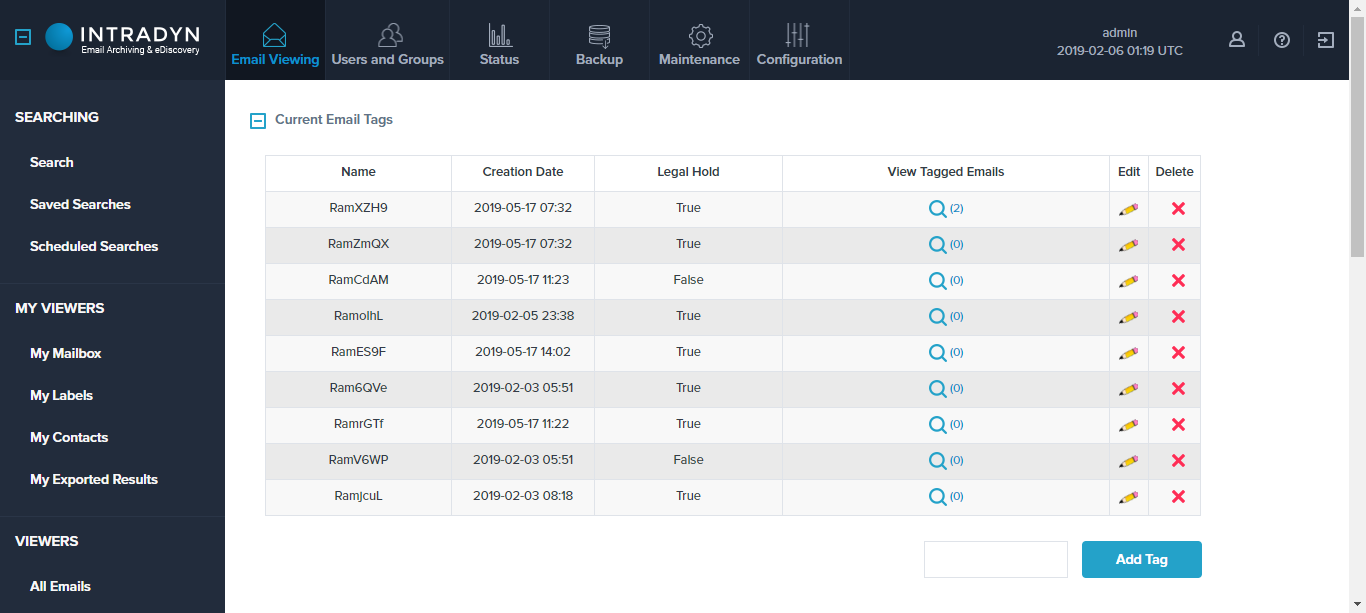 INTRADYN
Email Archiving & eDiscovery
Email Viewing
Users and Groups
Status
Backup
Maintenance
Configuration
admin
2019-02-06 01:19 UTC
SEARCHING
Search
Saved Searches
Scheduled Searches
MY VIEWERS
My Mailbox
My Labels
My Contacts
My Exported Results
VIEWERS
All Emails
Current Email Tags
Name Creation Date Legal Hold View Tagged Emails Edit Delete
RamXZH9 2019-05-17 07:32 True (2)
RamZmQX 2019-05-17 07:32 True (0)
RamCdAM 2019-05-17 11:23 False (0)
RamolhL 2019-02-05 23:38 True (0)
RamES9F 2019-05-17 14:02 True (0)
Ram6QVe 2019-02-03 05:51 True (0)
RamrGTf 2019-05-17 11:22 True (0)
RamV6WP 2019-02-03 05:51 False (0)
RamJcuL 2019-02-03 08:18 True (0)
Add Tag